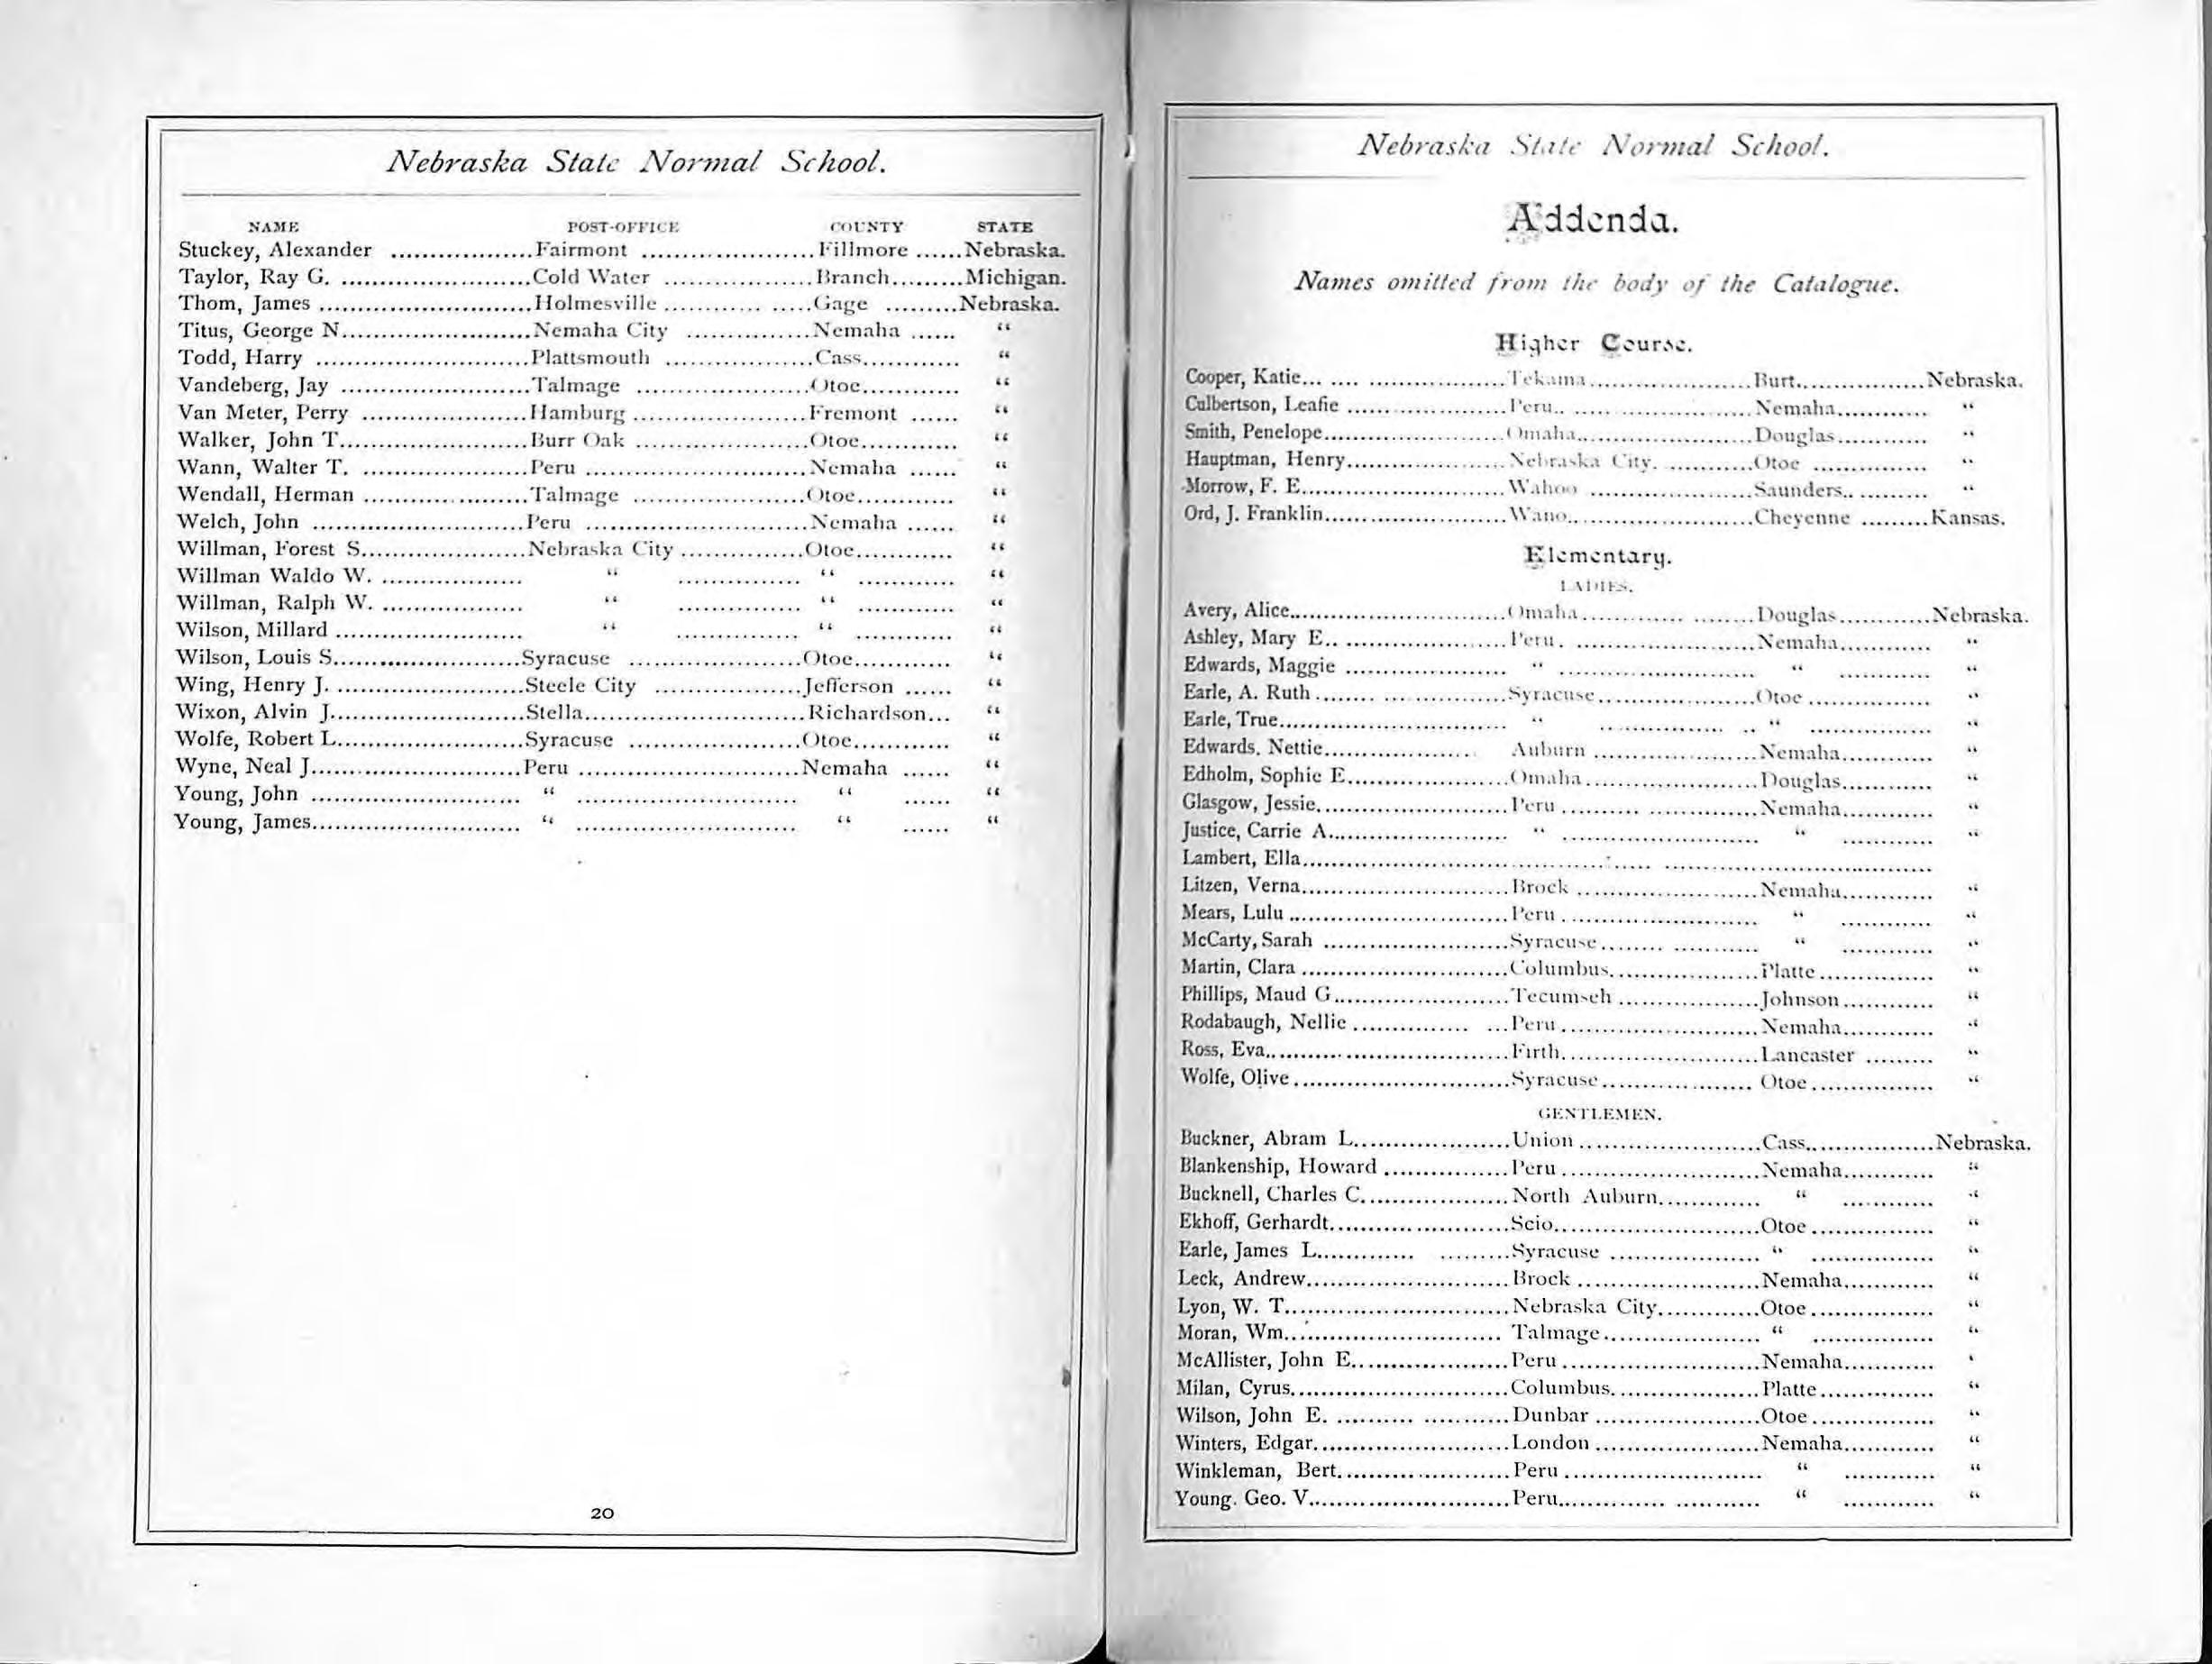 Nebraska State Normal School.
NAME POST-OFFICE COUNTY STATE
Stuckey, Alexander ..................Fairmont ......................Fillmore ......Nebraska.
Taylor, Ray G. ........................Cold Water ...................Branch.........Michigan.
Thom, James ...........................Holmesville ............ .....Gage .........Nebraska.
Titus, George N........................Nemaha City ................Nemaha ...... “
Todd, Harry ...........................Plattsmouth ...................Cass............ “
Vandeberg, Jay ........................Talmage ......................Otoe............ “
Van Meter, Perry .....................Hamburg ......................Fremont ...... “
Walker, John T........................Burr Oak ......................Otoe............ “
Wann, Walter T. .....................Peru ............................Nemaha ...... “
Wendall, Herman .....................Talmage ......................Otoe............ “
Welch, John ...........................Peru ............................Nemaha ...... “
Willman, Forest S.....................Nebraska City ................Otoe............ “
Willman Waldo W. .................. “ ................ “ ............ “
Willman, Ralph W. .................. “ ................ “ ............ “
Wilson, Millard ........................ “ ................ “ ............ “
Wilson, Louis S........................Syracuse ......................Otoe............ “
Wing, Henry J. ........................Steele City ...................Jefferson ...... “
Wixon, Alvin J.........................Stella............................Richardson... “
Wolfe, Robert L........................Syracuse ......................Otoe............ “
Wyne, Neal J...........................Peru ............................Nemaha ...... “
Young, John ........................... “ ............................ “ ...... “
Young, James........................... “ ............................ “ ...... “
20
Nebraska State Normal School.
Addenda.
Names omitted from the body of the Catalogue.
Higher Course.
Cooper, Katie... .... ..................Tekama.....................Burt.................Nebraska.
Culbertson, Leafie .....................Peru.. .......................Nemaha............ “
Smith, Penelope........................Omaha.......................Douglas............ “
Hauptman, Henry.....................Nebraska City. ...........Otoe ............... “
Morrow, F. E...........................Wahoo .....................Saunders.. ......... “
Ord, J. Franklin........................Wano........................Cheyenne .........Kansas.
Elementary.
LADIES.
Avery, Alice............................Omaha............. ........Douglas............Nebraska.
Ashley, Mary E.. .....................Peru. .......................Nemaha............ “
Edwards, Maggie ..................... “ ........................ “ ............ “
Earle, A. Ruth ........ ...............Syracuse....................Otoe ................ “
Earle, True.............................. “ .................. “ ................ “
Edwards. Nettie.................... Auburn .....................Nemaha............ “
Edholm, Sophie E.....................Omaha.......................Douglas............ “
Glasgow, Jessie........................Peru ........................Nemaha............ “
Justice, Carrie A....................... “ ........................ “ ............ “
Lambert, Ella........................................... ................................
Litzen, Verna...........................Brock ......................Nemaha............ “
Mears, Lulu ............................Peru ........................ “ ............ “
McCarty, Sarah ........................Syracuse........ ........... “ ............ “
Martin, Clara ...........................Columbus...................Platte............... “
Phillips, Maud G.......................Tecumseh ..................Johnson............ “
Rodabaugh, Nellie ............... ...Peru ........................Nemaha............ “
Ross, Eva................................Firth.........................Lancaster ......... “
Wolfe, Olive............................Syracuse.................... Otoe................ “
GENTLEMEN.
Buckner, Abram L.....................Union .......................Cass.................Nebraska.
Blankenship, Howard ................Peru ........................Nemaha............ “
Bucknell, Charles C...................North Auburn............. “ ............ “
Ekhoff, Gerhardt.......................Scio..........................Otoe ................ “
Earle, James L............ .........Syracuse ................... “ ................ “
Leck, Andrew..........................Brock ......................Nemaha............ “
Lyon, W. T.............................Nebraska City.............Otoe ................ “
Moran, Wm............................ Talmage.................... “ ................ “
McAllister, John E....................Peru ........................Nemaha............ ‘
Milan, Cyrus............................Columbus...................Platte............... “
Wilson, John E. .......... ...........Dunbar .....................Otoe................ “
Winters, Edgar.........................London .....................Nemaha............ “
Winkleman, Bert......................Peru ........................ “ ............ “
Young. Geo. V.........................Peru............. ........... “ ............ “